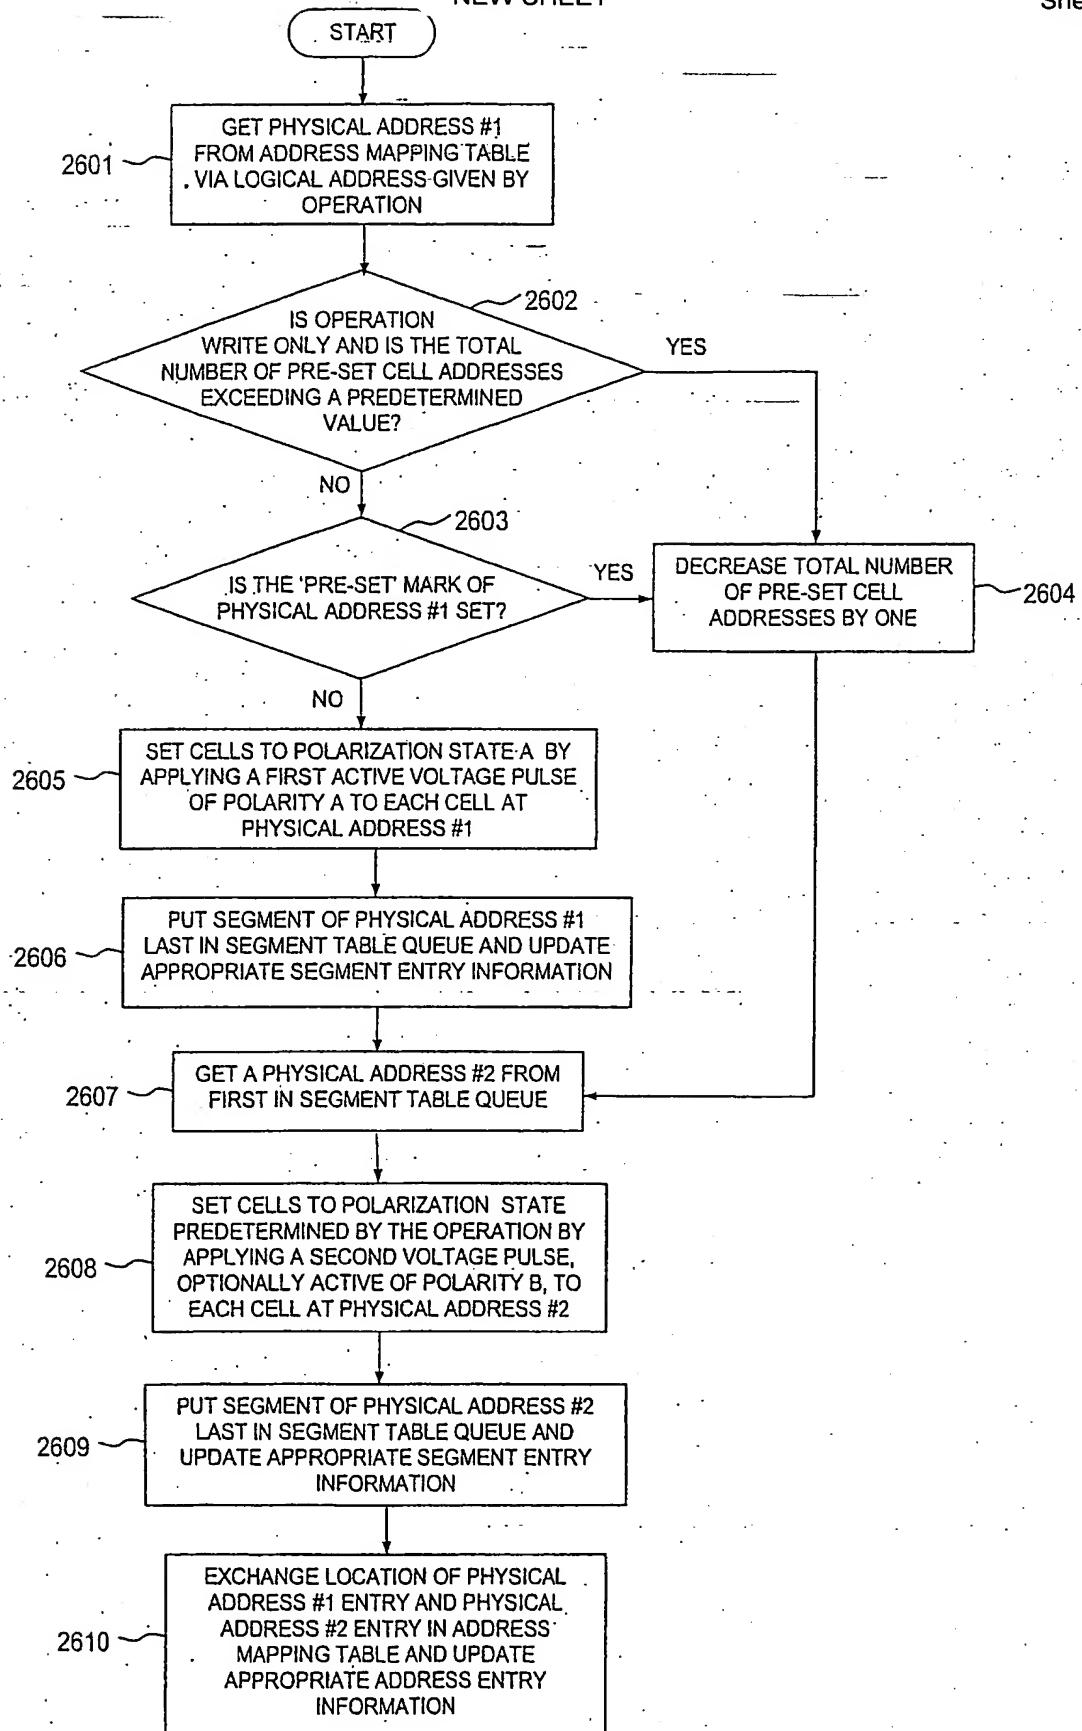 NEW SHEET
She
START
GET PHYSICAL ADDRESS #1
FROM ADDRESS MAPPING TABLE
VIA LOGICAL ADDRESS GIVEN BY
OPERATION
2601
2602
IS OPERATION
WRITE ONLY AND IS THE TOTAL
NUMBER OF PRE-SET CELL ADDRESSES
EXCEEDING A PREDETERMINED
VALUE?
YES
NO
2603
IS THE 'PRE-SET' MARK OF
PHYSICAL ADDRESS #1 SET?
YES
DECREASE TOTAL NUMBER
OF PRE-SET CELL
ADDRESSES BY ONE
2604
NO
SET CELLS TO POLARIZATION STATE A BY
APPLYING A FIRST ACTIVE VOLTAGE PULSE
OF POLARITY A TO EACH CELL AT
PHYSICAL ADDRESS #1
2605
PUT SEGMENT OF PHYSICAL ADDRESS #1
LAST IN SEGMENT TABLE QUEUE AND UPDATE
APPROPRIATE SEGMENT ENTRY INFORMATION
2606
GET A PHYSICAL ADDRESS #2 FROM
FIRST IN SEGMENT TABLE QUEUE
2607
SET CELLS TO POLARIZATION STATE
PREDETERMINED BY THE OPERATION BY
APPLYING A SECOND VOLTAGE PULSE,
OPTIONALLY ACTIVE OF POLARITY B, TO
EACH CELL AT PHYSICAL ADDRESS #2
2608
PUT SEGMENT OF PHYSICAL ADDRESS #2
LAST IN SEGMENT TABLE QUEUE AND
UPDATE APPROPRIATE SEGMENT ENTRY
INFORMATION
2609
EXCHANGE LOCATION OF PHYSICAL
ADDRESS #1 ENTRY AND PHYSICAL
ADDRESS #2 ENTRY IN ADDRESS
MAPPING TABLE AND UPDATE
APPROPRIATE ADDRESS ENTRY
INFORMATION
2610